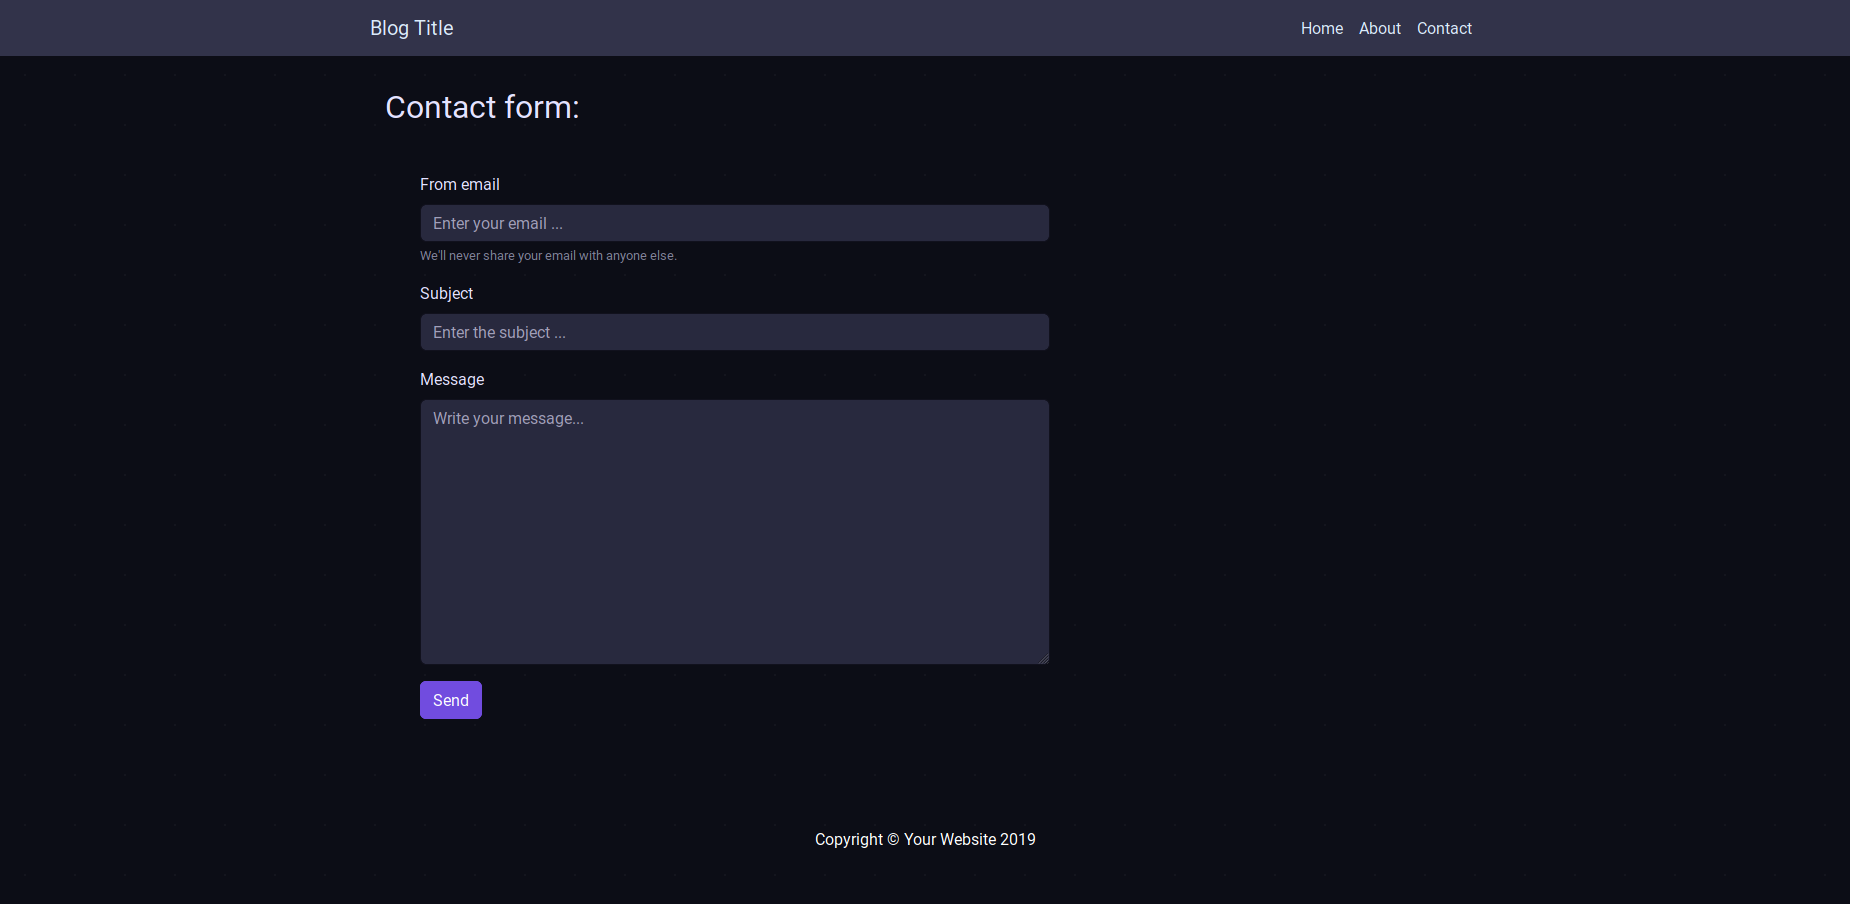 Blog Title
Home About Contact
Contact form:
From email
Enter your email ...
We'll never share your email with anyone else.
Subject
Enter the subject ...
Message
Write your message...
Send
Copyright © Your Website 2019